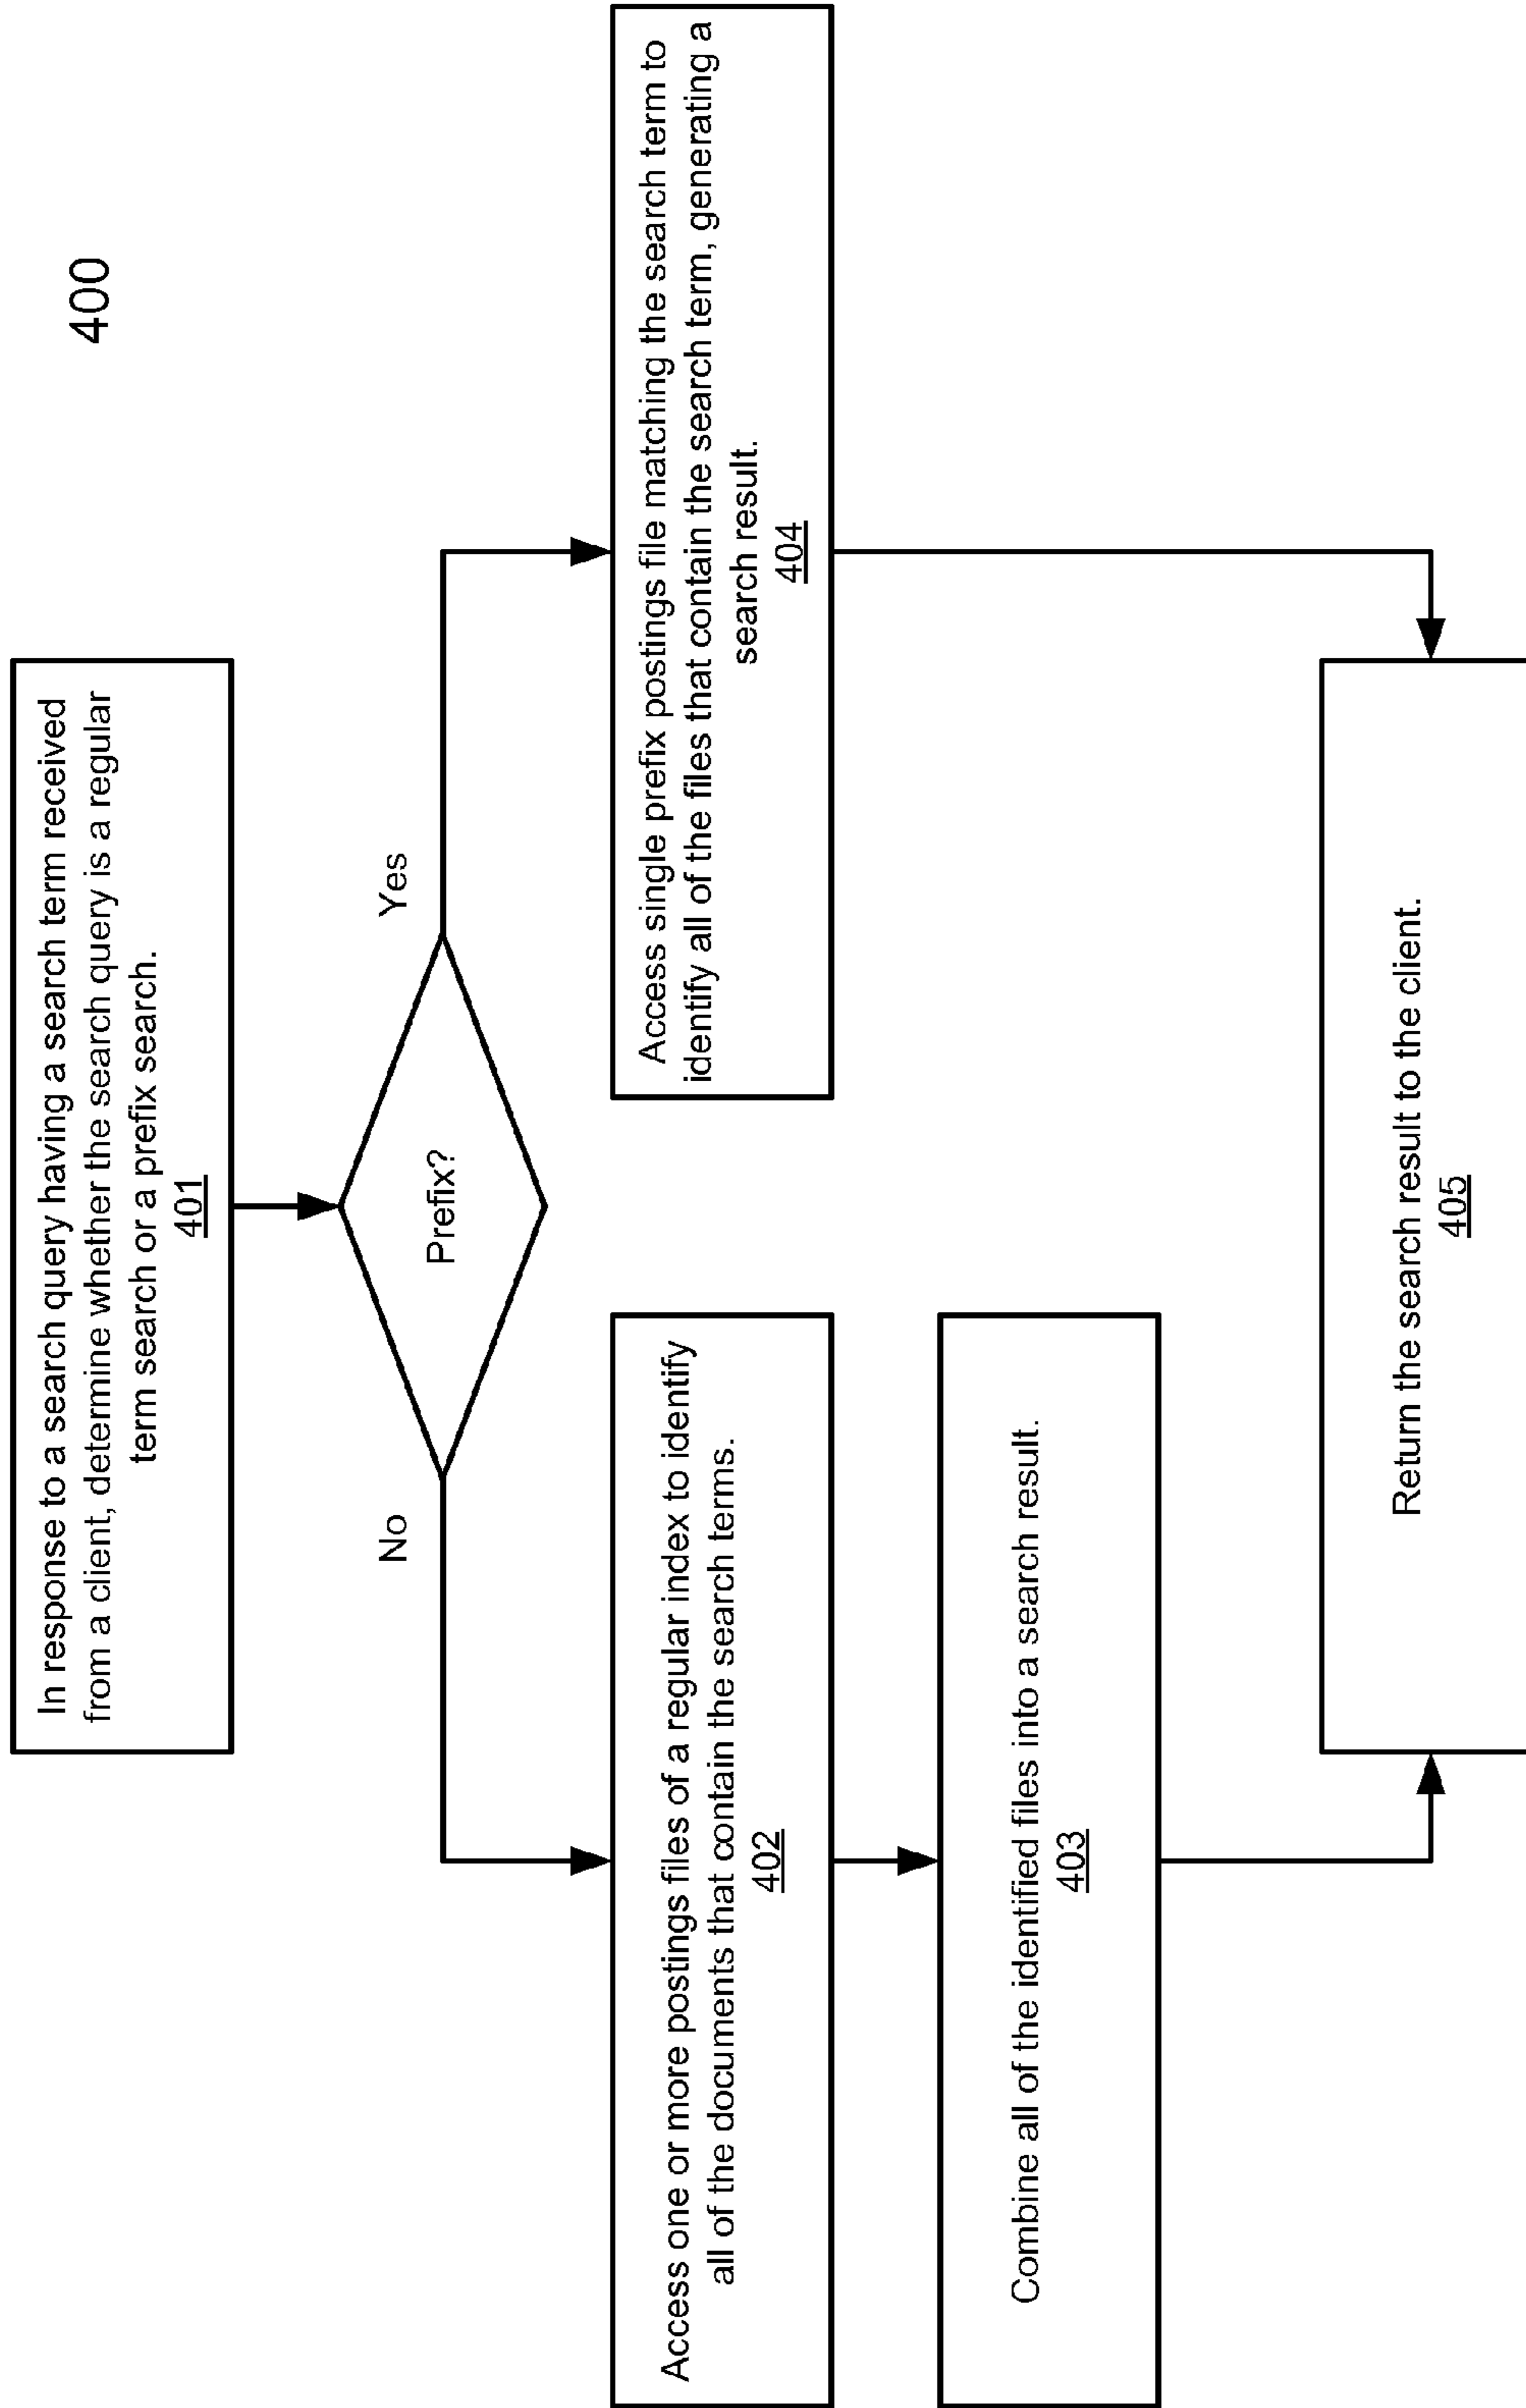 400
In response to a search query having a search term received
from a client, determine whether the search query is a regular
term search or a prefix search.
401
Prefix?
No
Yes
Access one or more postings files of a regular index to identify
all of the documents that contain the search terms.
402
Combine all of the identified files into a search result.
403
Access single prefix postings file matching the search term to
identify all of the files that contain the search term, generating a
search result.
404
Return the search result to the client.
405